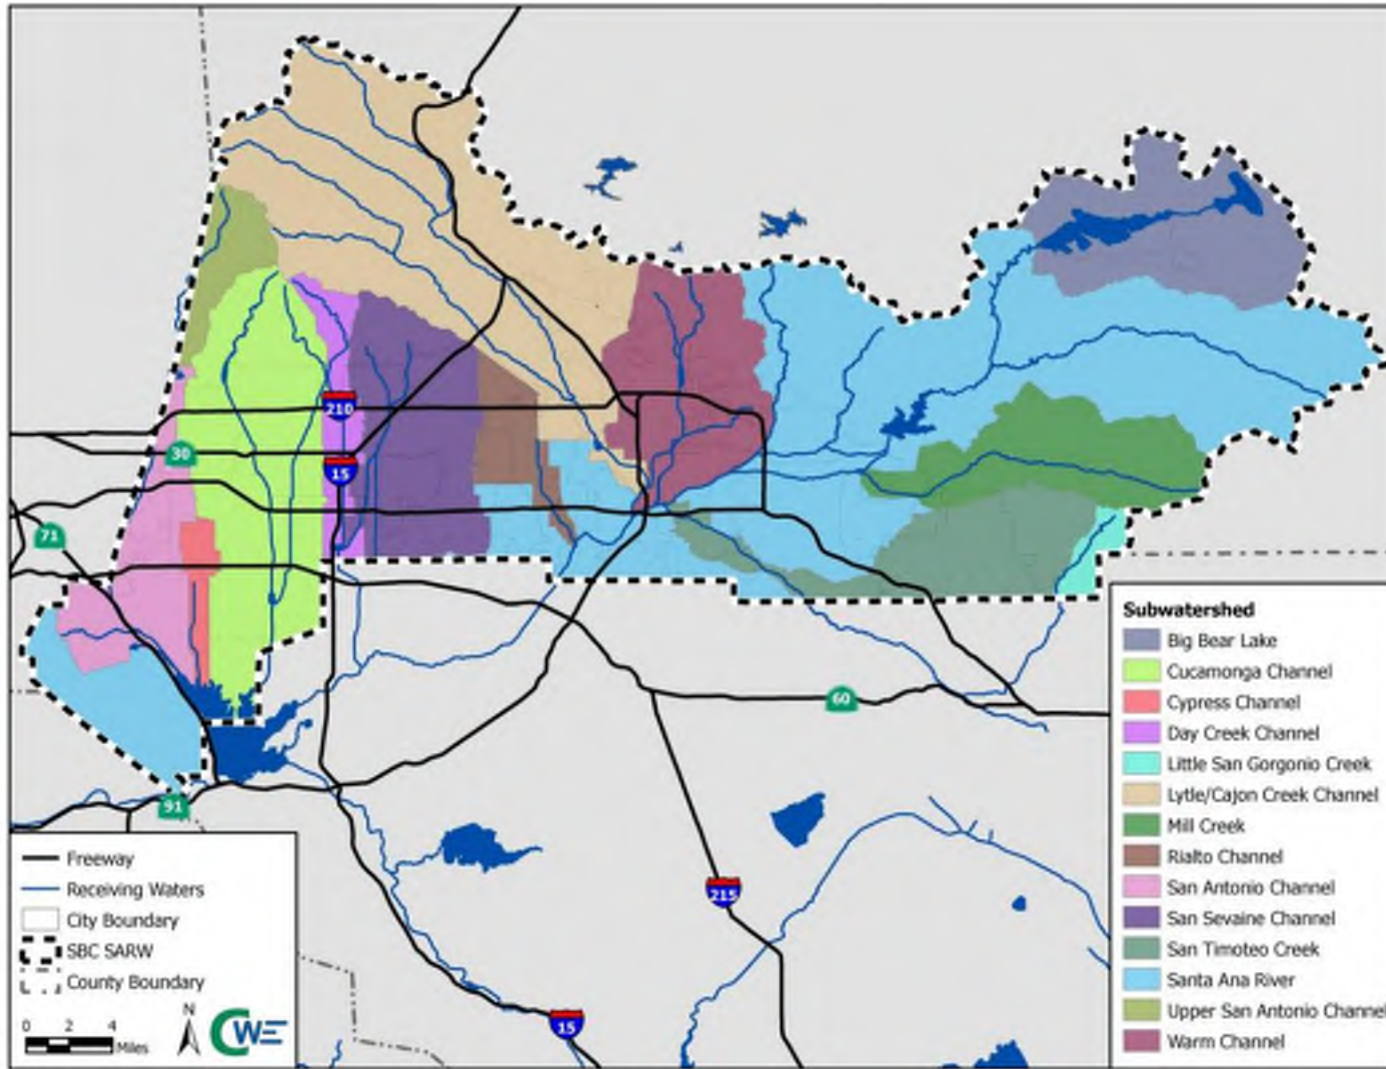 210
30
15
71
Subwatershed
Big Bear Lake
Cucamonga Channel
Cypress Channel
Day Creek Channel
Little San Gorgonio Creek
Lytle/Cajon Creek Channel
Mill Creek
Rialto Channel
San Antonio Channel
San Sevaine Channel
San Timoteo Creek
Santa Ana River
Upper San Antonio Channel
Warm Channel
60
91
215
15
Freeway
Receiving Waters
City Boundary
SBC SARW
County Boundary
0 2 4
Miles
N
CWE